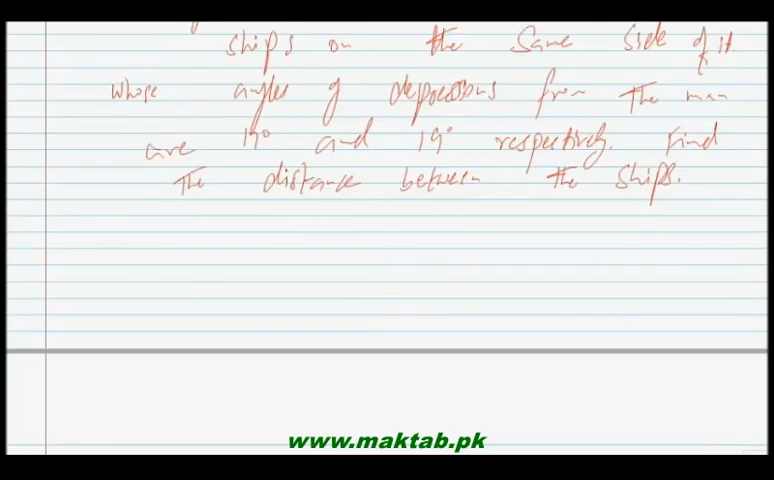 ships on the same side of it
whose angles of depressions from the man
are 17° and 19° respectively. Find
the distance between the ships.
www.maktab.pk